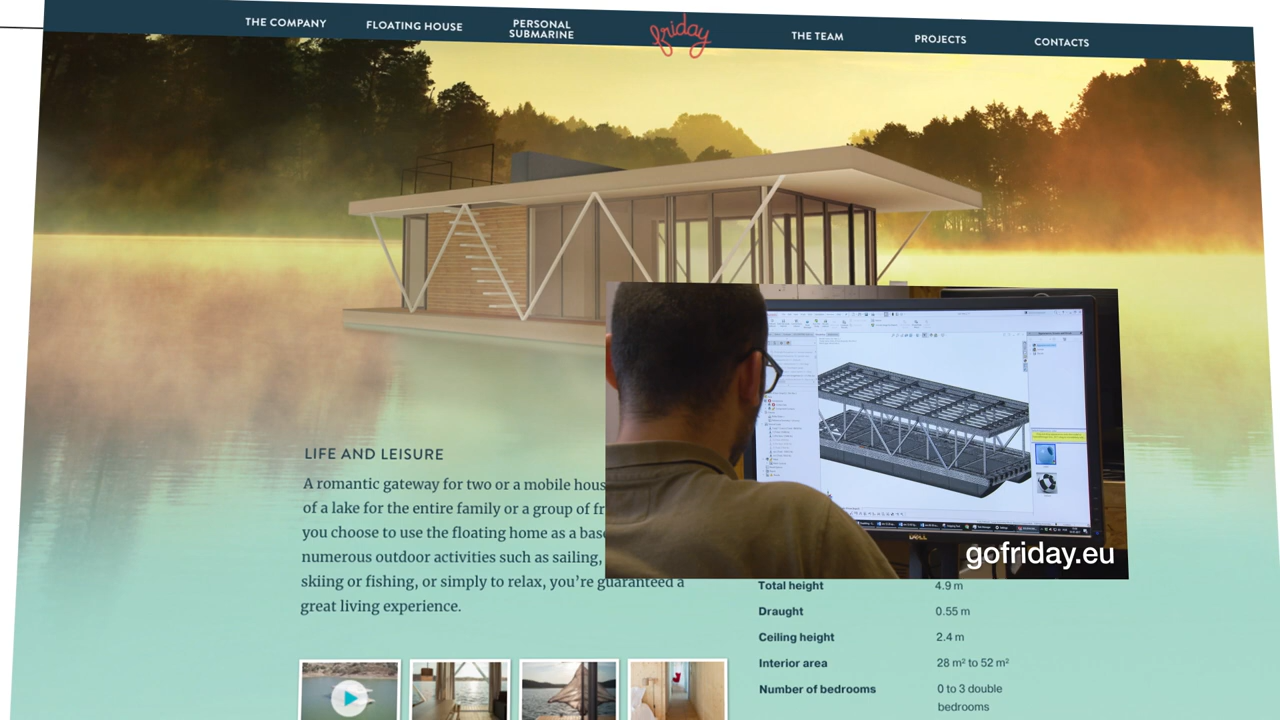 THE COMPANY
FLOATING HOUSE
PERSONAL
SUBMARINE
friday
THE TEAM
PROJECTS
CONTACTS
LIFE AND LEISURE
A romantic gateway for two or a mobile hous
of a lake for the entire family or a group of fr
you choose to use the floating home as a base
numerous outdoor activities such as sailing,
skiing or fishing, or simply to relax, you're guaranteed a
great living experience.
DELL
gofriday.eu
Total height 4.9 m
Draught 0.55 m
Ceiling height 2.4 m
Interior area 28 m² to 52 m²
Number of bedrooms 0 to 3 double
bedrooms